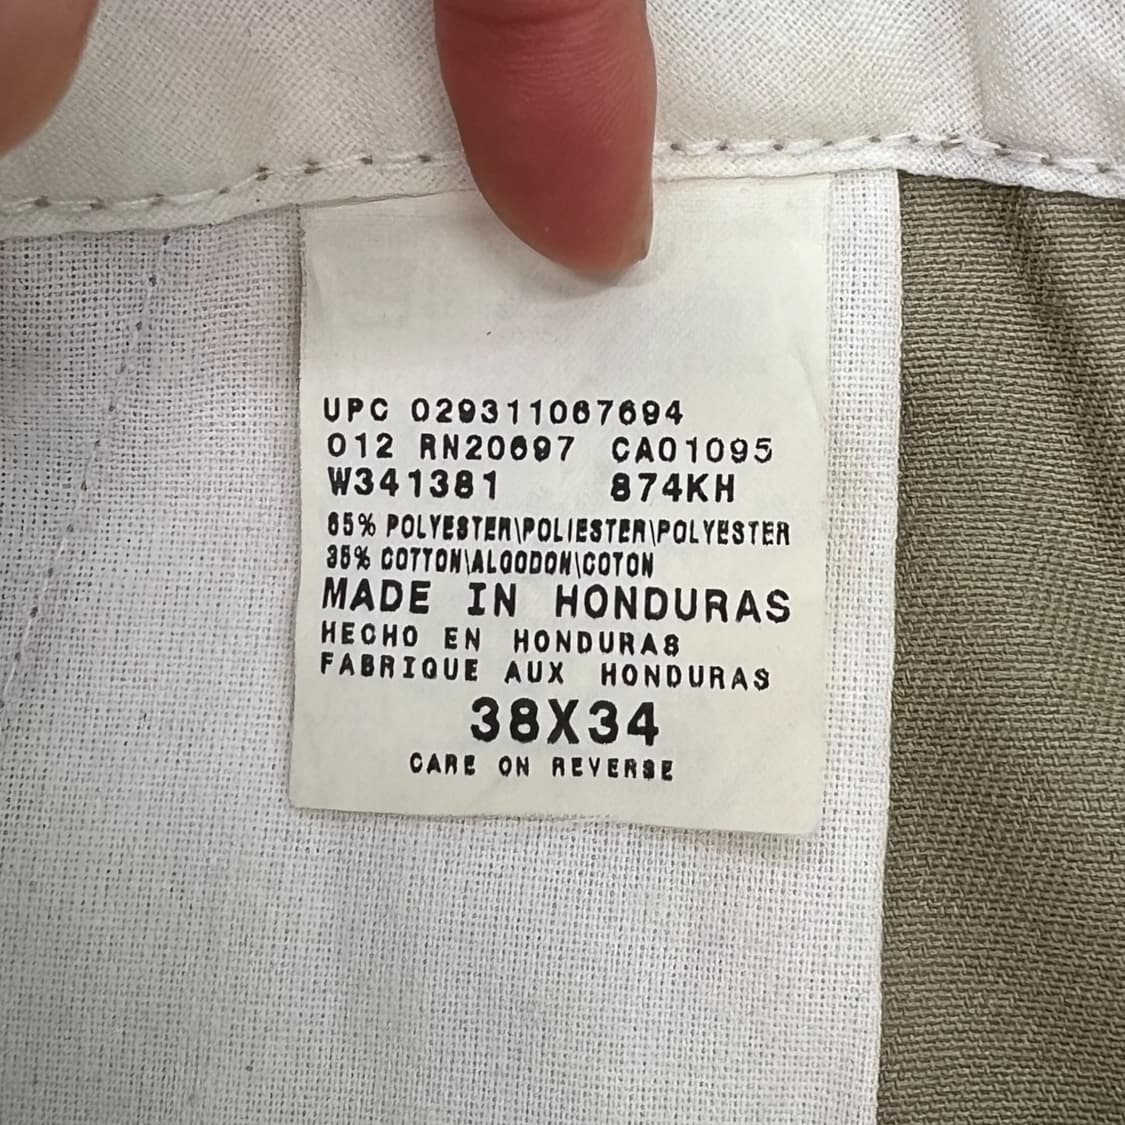 UPC 029311067694
012 RN20697 CA01095
W341381 874KH
65% POLYESTER\POLIESTER\POLYESTER
35% COTTON\ALGODON\COTON
MADE IN HONDURAS
HECHO EN HONDURAS
FABRIQUE AUX HONDURAS
38X34
CARE ON REVERSE